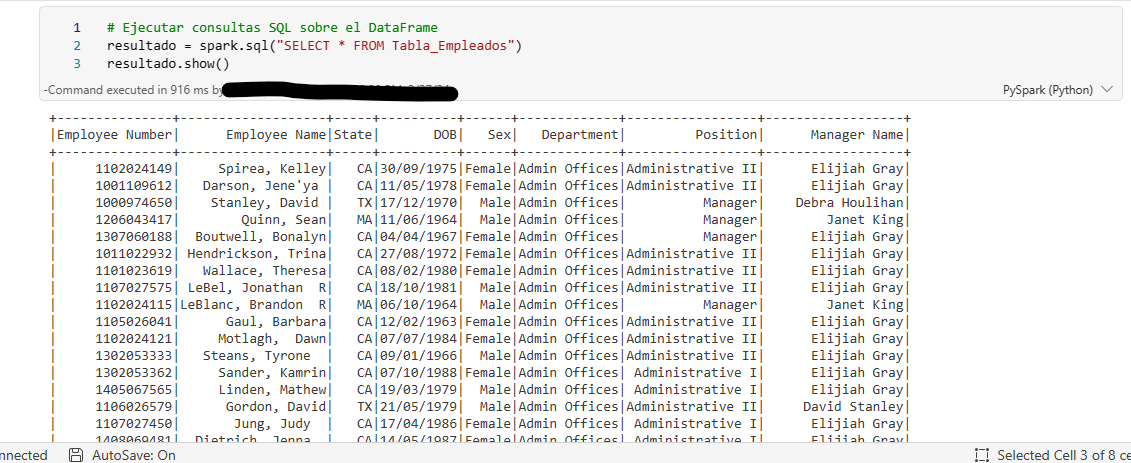 1 # Ejecutar consultas SQL sobre el DataFrame
2 resultado = spark.sql("SELECT * FROM Tabla_Empleados")
3 resultado.show()
-Command executed in 916 ms by
PySpark (Python)
+---------------+------------------+-----+----------+------+-------------+-----------------+-----------------+
|Employee Number|     Employee Name|State|       DOB|   Sex|   Department|         Position|     Manager Name|
+---------------+------------------+-----+----------+------+-------------+-----------------+-----------------+
|     1102024149|     Spirea, Kelley|   CA|30/09/1975|Female|Admin Offices|Administrative II|      Elijiah Gray|
|     1001109612|   Darson, Jene'ya |   CA|11/05/1978|Female|Admin Offices|Administrative II|      Elijiah Gray|
|     1000974650|    Stanley, David |   TX|17/12/1970|  Male|Admin Offices|          Manager|    Debra Houlihan|
|     1206043417|        Quinn, Sean|   MA|11/06/1964|  Male|Admin Offices|          Manager|        Janet King|
|     1307060188|  Boutwell, Bonalyn|   CA|04/04/1967|Female|Admin Offices|          Manager|      Elijiah Gray|
|     1011022932| Hendrickson, Trina|   CA|27/08/1972|Female|Admin Offices|Administrative II|      Elijiah Gray|
|     1101023619|   Wallace, Theresa|   CA|08/02/1980|Female|Admin Offices|Administrative II|      Elijiah Gray|
|     1107027575| LeBel, Jonathan  R|   CA|18/10/1981|  Male|Admin Offices|Administrative II|      Elijiah Gray|
|     1102024115|LeBlanc, Brandon  R|   MA|06/10/1964|  Male|Admin Offices|          Manager|        Janet King|
|     1105026041|      Gaul, Barbara|   CA|12/02/1963|Female|Admin Offices|Administrative II|      Elijiah Gray|
|     1102024121|     Motlagh,  Dawn|   CA|07/07/1984|Female|Admin Offices|Administrative II|      Elijiah Gray|
|     1302053333|   Steans, Tyrone  |   CA|09/01/1966|  Male|Admin Offices|Administrative II|      Elijiah Gray|
|     1302053362|     Sander, Kamrin|   CA|07/10/1988|Female|Admin Offices| Administrative I|      Elijiah Gray|
|     1405067565|     Linden, Mathew|   CA|19/03/1979|  Male|Admin Offices| Administrative I|      Elijiah Gray|
|     1106026579|      Gordon, David|   TX|21/05/1979|  Male|Admin Offices|Administrative II|     David Stanley|
|     1107027450|       Jung, Judy  |   CA|17/04/1986|Female|Admin Offices| Administrative I|      Elijiah Gray|
|     1408069481|   Dietrich, Jenna  |   CA|14/05/1987|Female|Admin Offices| Administrative I|      Elijiah Gray|
nnected AutoSave: On Selected Cell 3 of 8 ce